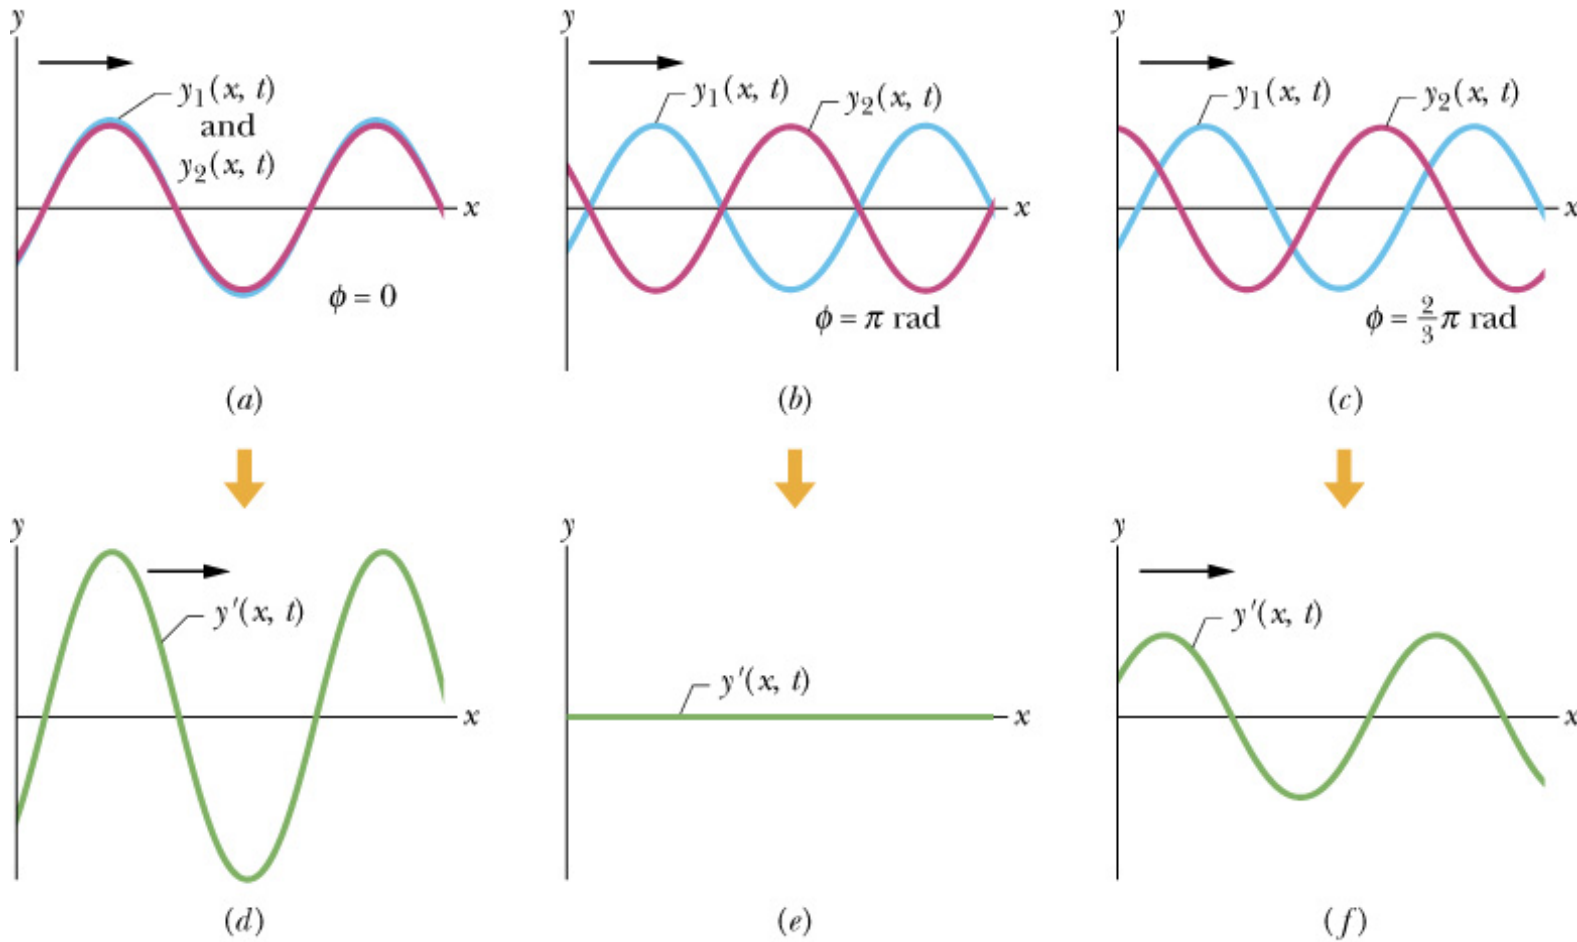 y
y
y
y₁(x, t)
and
y₂(x, t)
y₁(x, t)
y₂(x, t)
y₁(x, t)
y₂(x, t)
x
x
x
ϕ = 0
ϕ = π rad
ϕ = 2/3 π rad
(a)
(b)
(c)
y
y
y
y′(x, t)
y′(x, t)
y′(x, t)
x
x
x
(d)
(e)
(f)